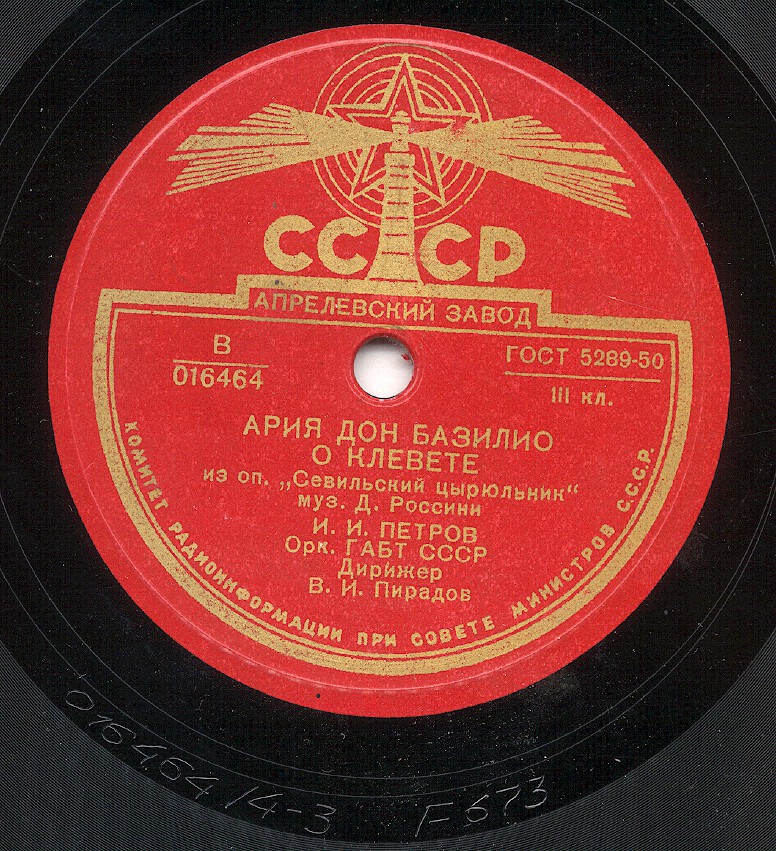 СССР
АПРЕЛЕВСКИЙ ЗАВОД
В
016464
ГОСТ 5289-50
III кл.
АРИЯ ДОН БАЗИЛИО
О КЛЕВЕТЕ
из оп. „Севильский цырюльник“
муз. Д. Россини
И. И. ПЕТРОВ
Орк. ГАБТ СССР
Дирижер
В. И. Пирадов
КОМИТЕТ РАДИОИНФОРМАЦИИ ПРИ СОВЕТЕ МИНИСТРОВ С.С.С.Р.
016464/4-3 F673